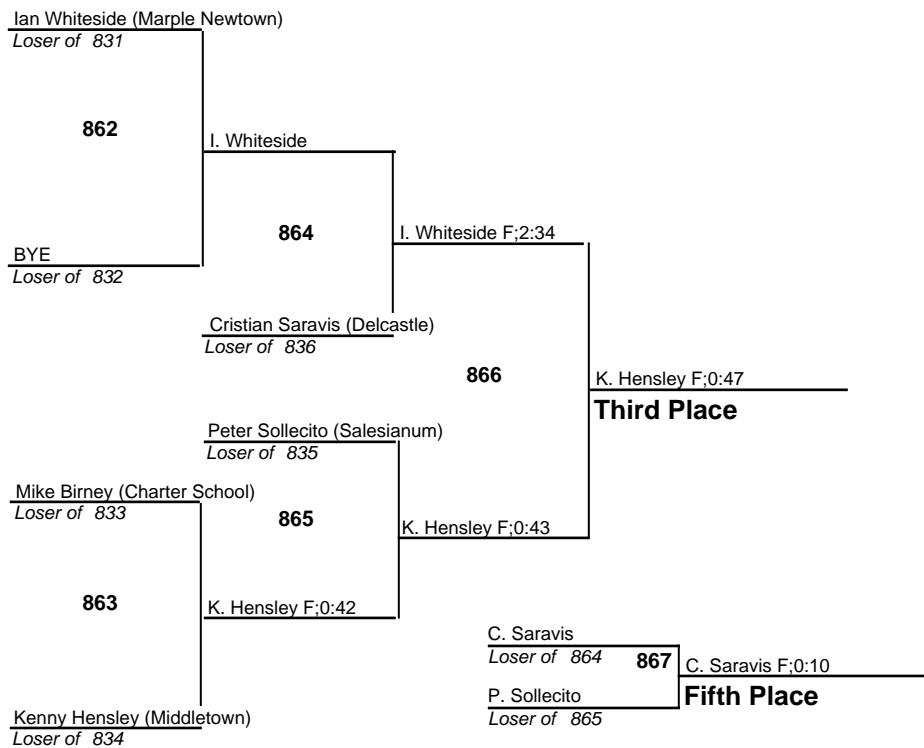 Ian Whiteside (Marple Newtown)
Loser of 831
862
I. Whiteside
864
I. Whiteside F;2:34
BYE
Loser of 832
Cristian Saravis (Delcastle)
Loser of 836
866
K. Hensley F;0:47
Third Place
Peter Sollecito (Salesianum)
Loser of 835
Mike Birney (Charter School)
Loser of 833
865
K. Hensley F;0:43
863
K. Hensley F;0:42
C. Saravis
Loser of 864
867
C. Saravis F;0:10
Fifth Place
P. Sollecito
Loser of 865
Kenny Hensley (Middletown)
Loser of 834